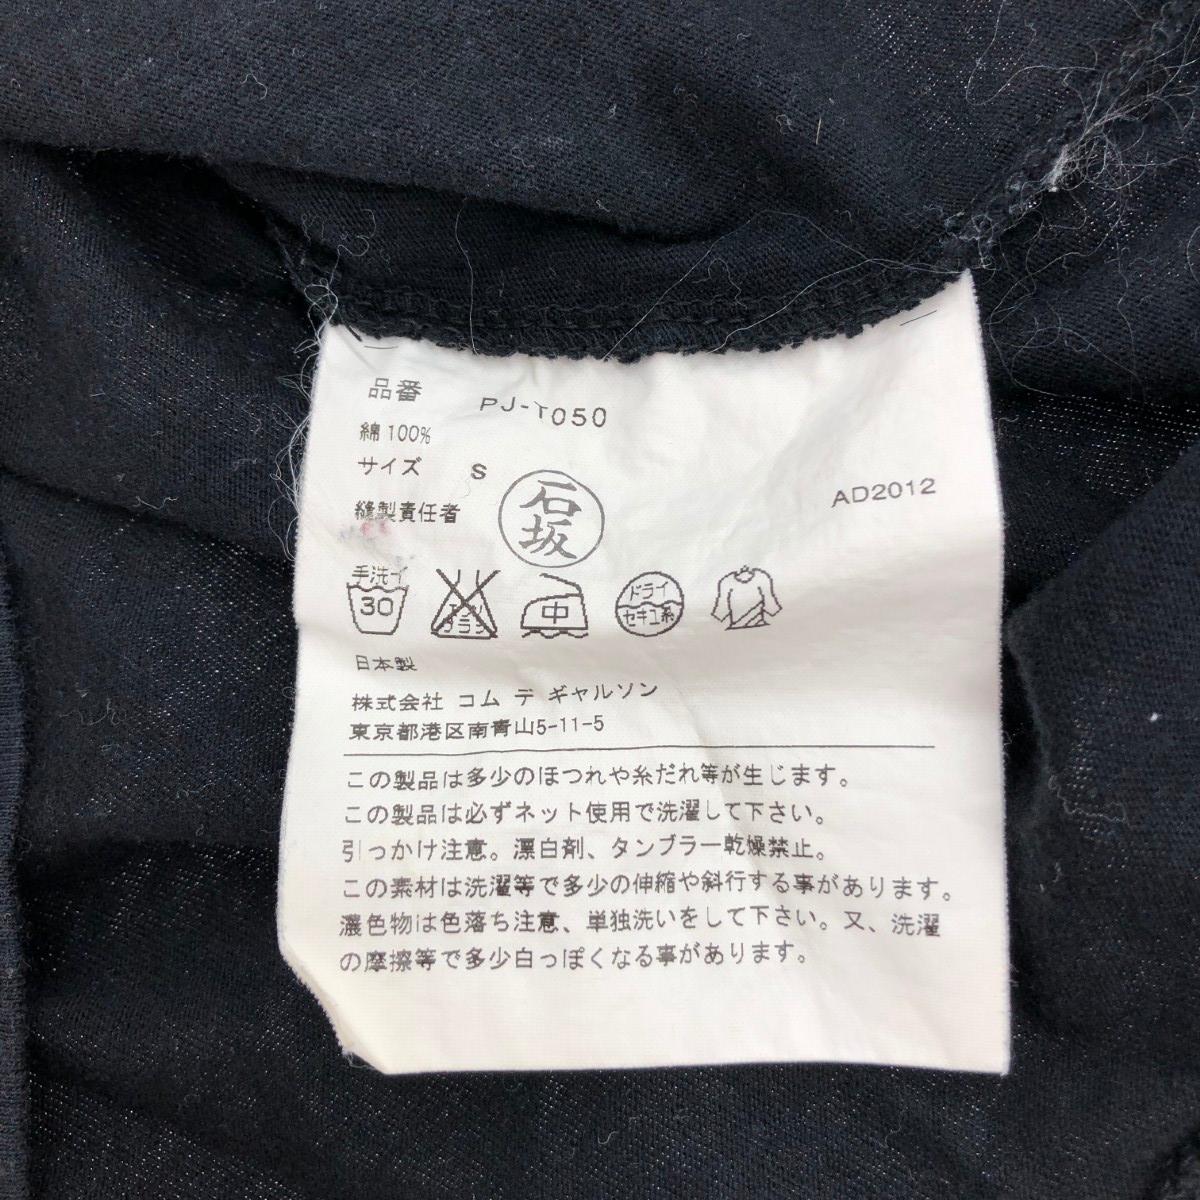 品番 PJ-T050
綿100%
サイズ S
AD2012
縫製責任者 石坂
手洗イ
30
エンソ
サラシ
中
ドライ
セキユ系
日本製
株式会社 コム デ ギャルソン
東京都港区南青山5-11-5
この製品は多少のほつれや糸だれ等が生じます。
この製品は必ずネット使用で洗濯して下さい。
引っかけ注意。漂白剤、タンブラー乾燥禁止。
この素材は洗濯等で多少の伸縮や斜行する事があります。
濃色物は色落ち注意、単独洗いをして下さい。又、洗濯
の摩擦等で多少白っぽくなる事があります。